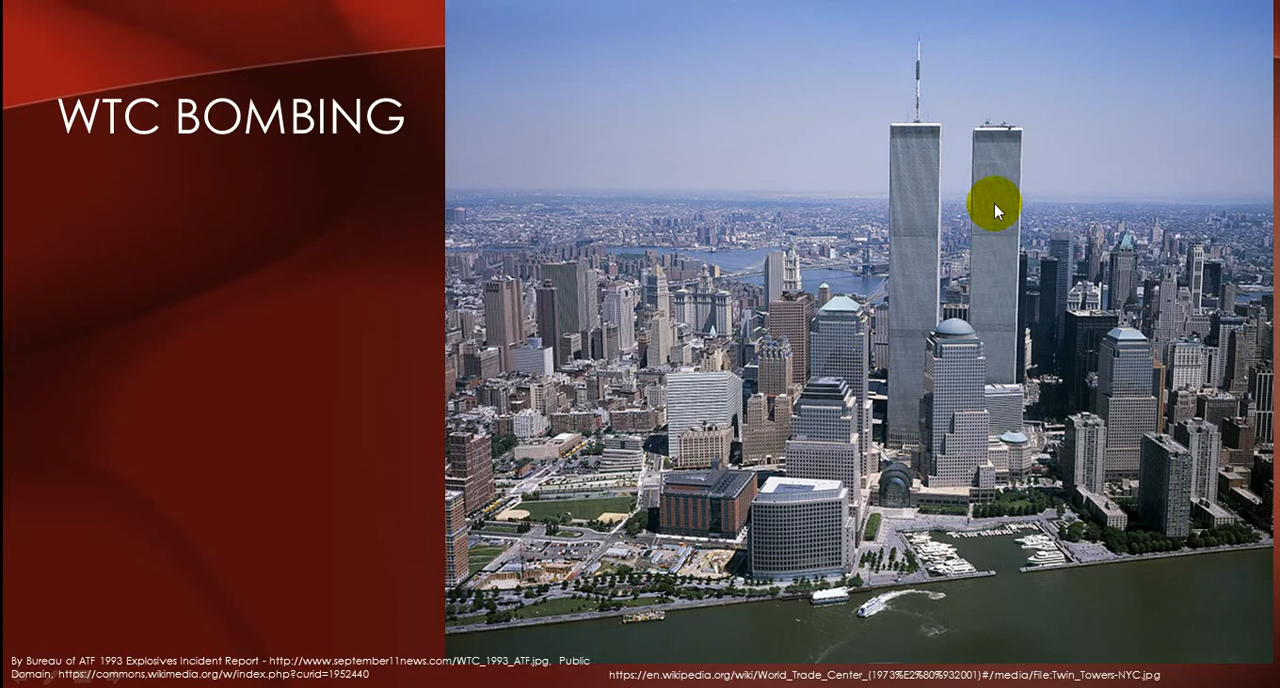 WTC BOMBING
By Bureau of ATF 1993 Explosives Incident Report - http://www.september11news.com/WTC_1993_ATF.jpg, Public
Domain, https://commons.wikimedia.org/w/index.php?curid=1952440
https://en.wikipedia.org/wiki/World_Trade_Center_(1973%E2%80%932001)#/media/File:Twin_Towers-NYC.jpg